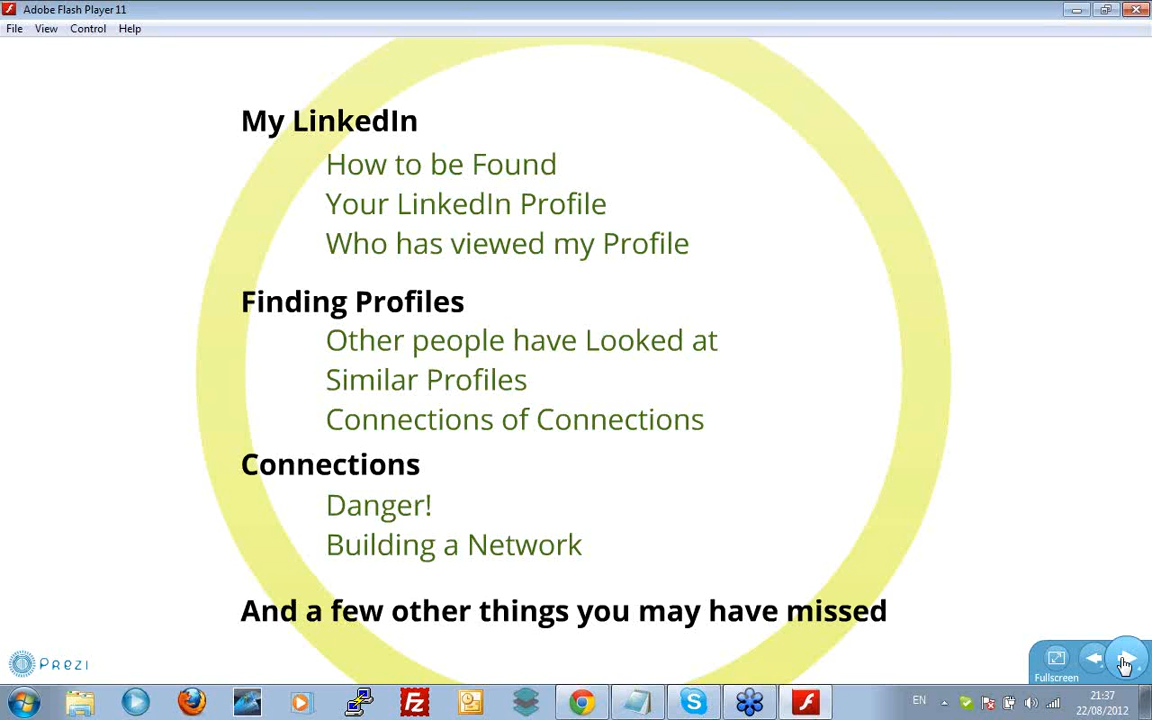 Adobe Flash Player 11
File View Control Help
My LinkedIn
How to be Found
Your LinkedIn Profile
Who has viewed my Profile
Finding Profiles
Other people have Looked at
Similar Profiles
Connections of Connections
Connections
Danger!
Building a Network
And a few other things you may have missed
Prezi
Fullscreen
EN
21:37
22/08/2012